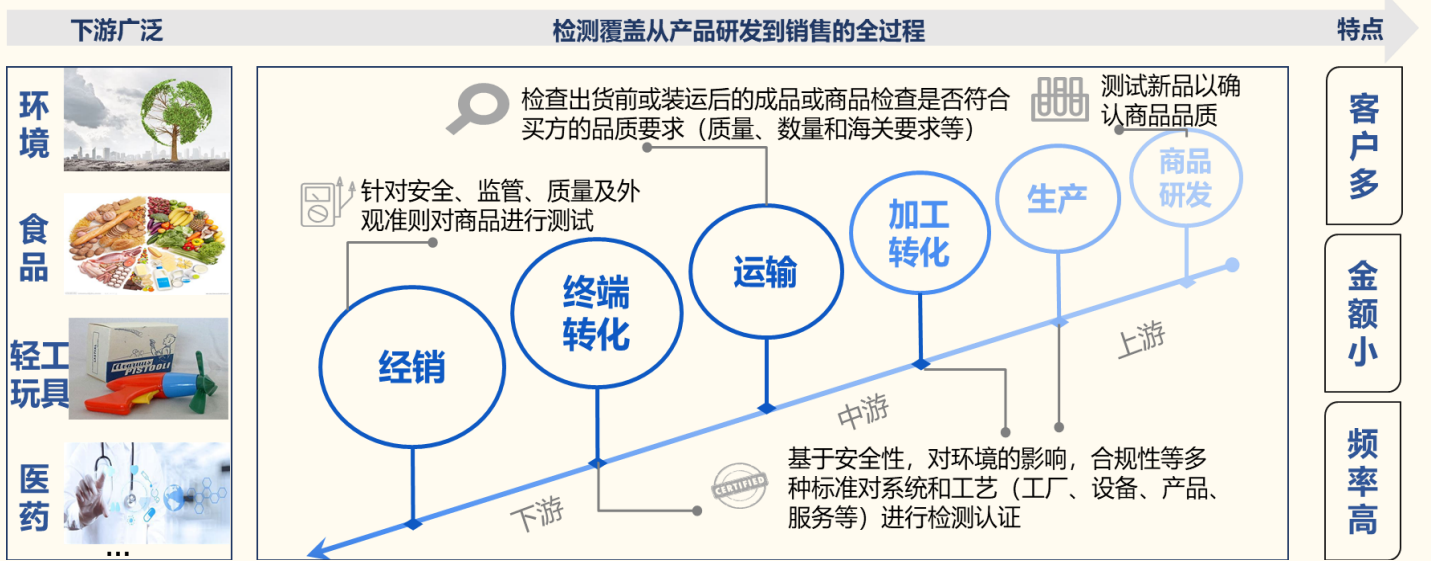 下游广泛
检测覆盖从产品研发到销售的全过程
特点
环
境
食
品
轻工
玩具
医
药
...
检查出货前或装运后的成品或商品检查是否符合
买方的品质要求（质量、数量和海关要求等）
测试新品以确
认商品品质
针对安全、监管、质量及外
观准则对商品进行测试
商品
研发
生产
加工
转化
运输
终端
转化
经销
上游
中游
下游
CERTIFIED
基于安全性，对环境的影响，合规性等多
种标准对系统和工艺（工厂、设备、产品、
服务等）进行检测认证
客
户
多
金
额
小
频
率
高